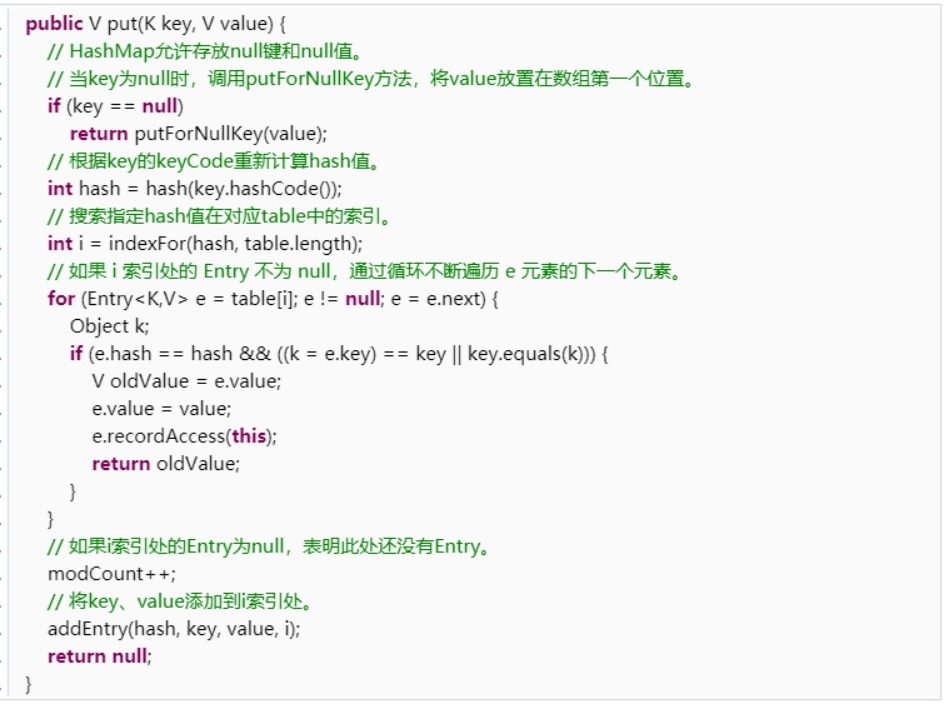 public V put(K key, V value) {
// HashMap允许存放null键和null值。
// 当key为null时，调用putForNullKey方法，将value放置在数组第一个位置。
if (key == null)
return putForNullKey(value);
// 根据key的keyCode重新计算hash值。
int hash = hash(key.hashCode());
// 搜索指定hash值在对应table中的索引。
int i = indexFor(hash, table.length);
// 如果 i 索引处的 Entry 不为 null，通过循环不断遍历 e 元素的下一个元素。
for (Entry<K,V> e = table[i]; e != null; e = e.next) {
Object k;
if (e.hash == hash && ((k = e.key) == key || key.equals(k))) {
V oldValue = e.value;
e.value = value;
e.recordAccess(this);
return oldValue;
}
}
// 如果i索引处的Entry为null，表明此处还没有Entry。
modCount++;
// 将key、value添加到i索引处。
addEntry(hash, key, value, i);
return null;
}